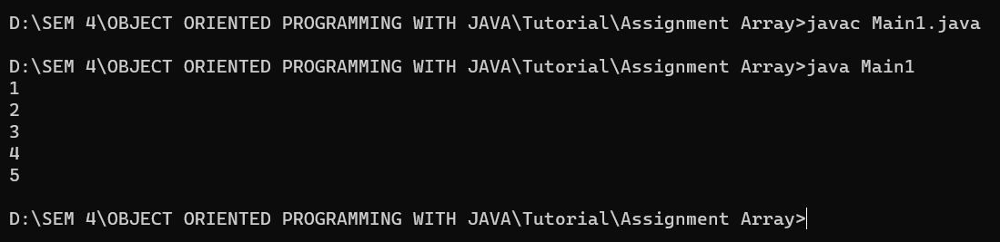 D:\SEM 4\OBJECT ORIENTED PROGRAMMING WITH JAVA\Tutorial\Assignment Array>javac Main1.java
D:\SEM 4\OBJECT ORIENTED PROGRAMMING WITH JAVA\Tutorial\Assignment Array>java Main1
1
2
3
4
5
D:\SEM 4\OBJECT ORIENTED PROGRAMMING WITH JAVA\Tutorial\Assignment Array>